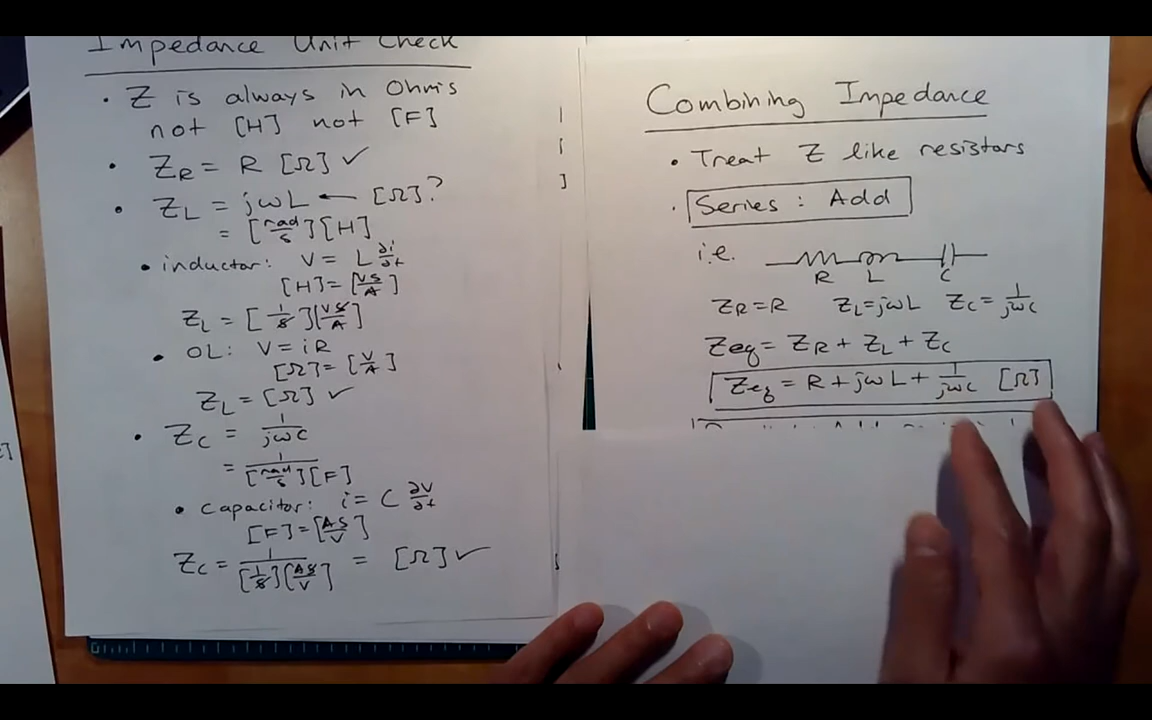 Impedance Unit Check
• Z is always in Ohms
not [H] not [F]
• Z_R = R [Ω] ✓
• Z_L = jωL ← [Ω]?
= [rad/s][H]
• inductor: V = L ∂i/∂t
[H] = [VS/A]
Z_L = [1/s][VS/A]
• OL: V = iR
[Ω] = [V/A]
Z_L = [Ω] ✓
• Z_C = 1/jωC
= 1/[rad/s][F]
• Capacitor: i = C ∂V/∂t
[F] = [AS/V]
Z_C = 1/[1/s][AS/V] = [Ω] ✓
Combining Impedance
• Treat Z like resistors
• Series: Add
i.e.
R L C
Z_R = R Z_L = jωL Z_C = 1/jωC
Zeq = Z_R + Z_L + Z_C
Zeq = R + jωL + 1/jωC [Ω]